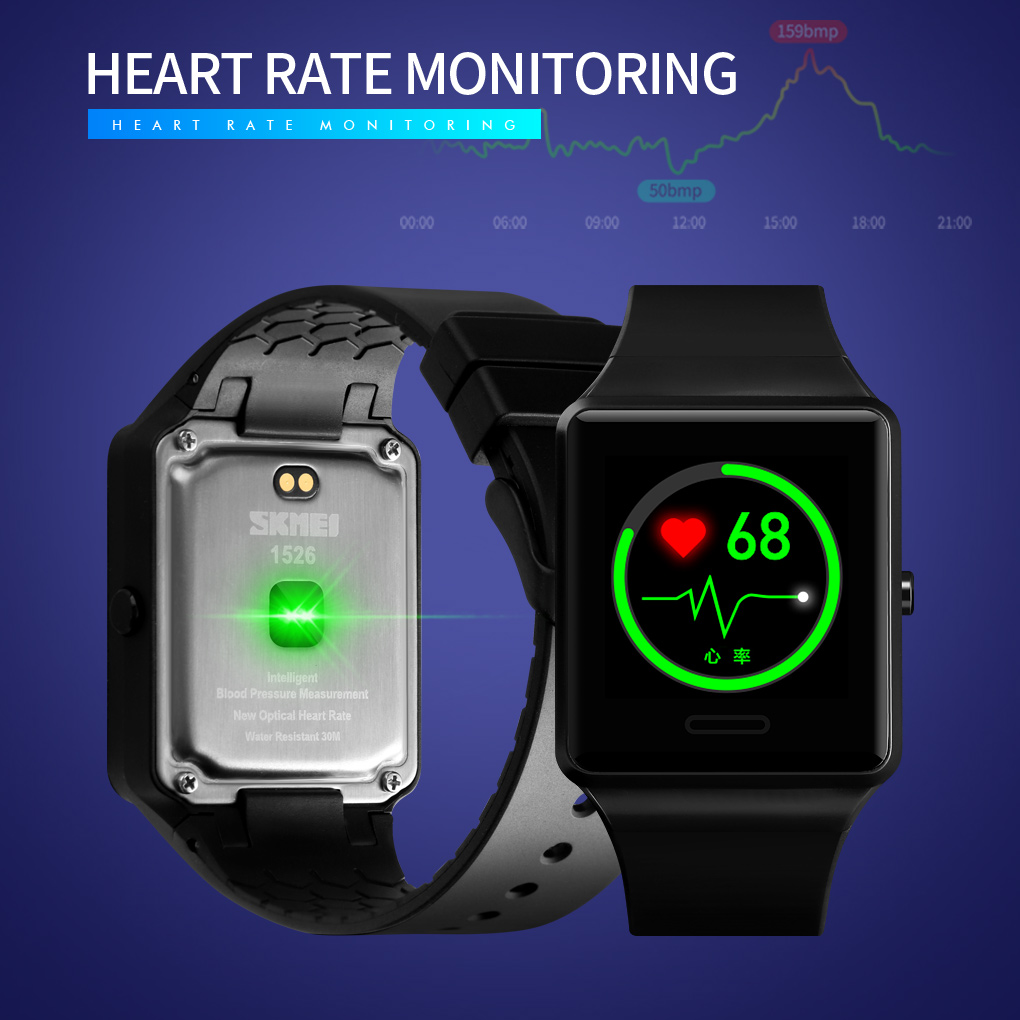 159bmp
HEART RATE MONITORING
HEART RATE MONITORING
50bmp
00:00 06:00 09:00 12:00 15:00 18:00 21:00
SKMEI
1526
Intelligent
Blood Pressure Measurement
New Optical Heart Rate
Water Resistant 30M
68
心率